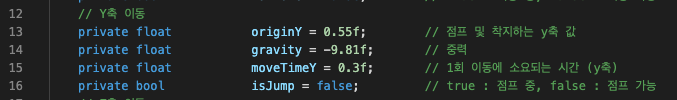 12 // Y축 이동
13 private float originY = 0.55f; // 점프 및 착지하는 y축 값
14 private float gravity = -9.81f; // 중력
15 private float moveTimeY = 0.3f; // 1회 이동에 소요되는 시간 (y축)
16 private bool isJump = false; // true : 점프 중, false : 점프 가능